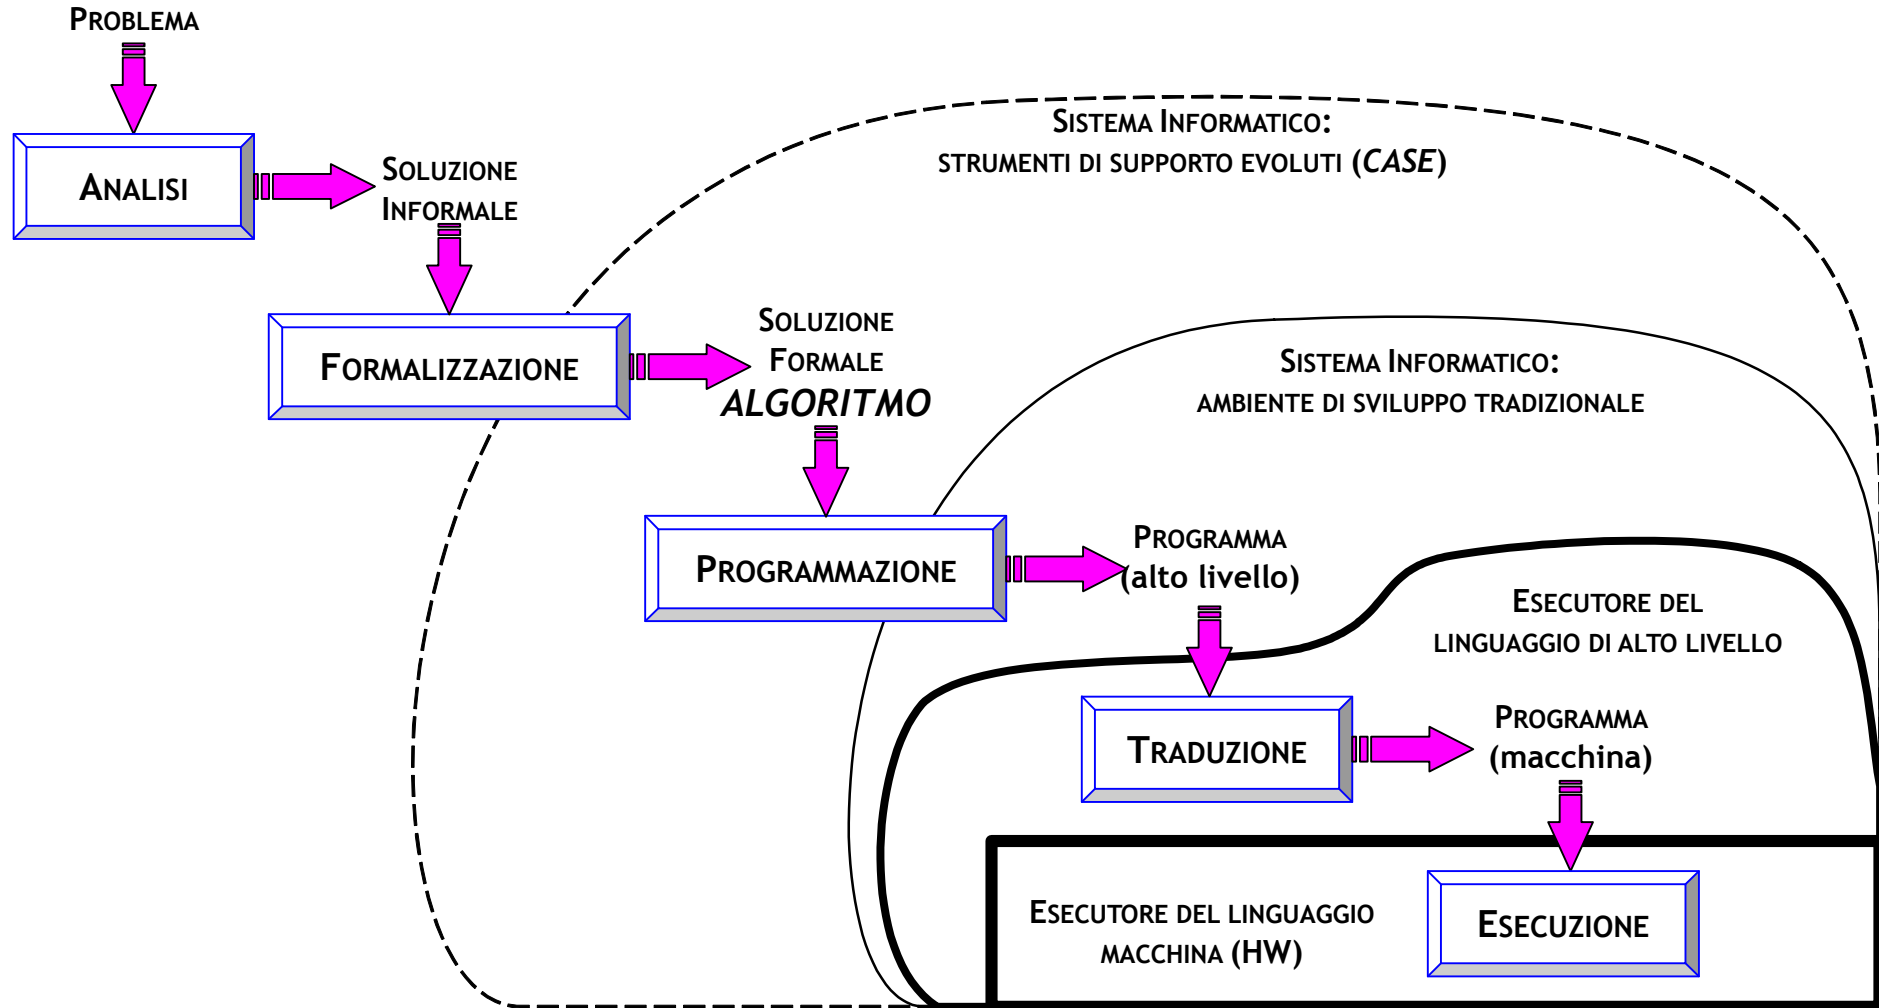 PROBLEMA
ANALISI
SOLUZIONE
INFORMALE
SISTEMA INFORMATICO:
STRUMENTI DI SUPPORTO EVOLUTI (CASE)
FORMALIZZAZIONE
SOLUZIONE
FORMALE
ALGORITMO
SISTEMA INFORMATICO:
AMBIENTE DI SVILUPPO TRADIZIONALE
PROGRAMMAZIONE
PROGRAMMA
(alto livello)
ESECUTORE DEL
LINGUAGGIO DI ALTO LIVELLO
TRADUZIONE
PROGRAMMA
(macchina)
ESECUTORE DEL LINGUAGGIO
MACCHINA (HW)
ESECUZIONE